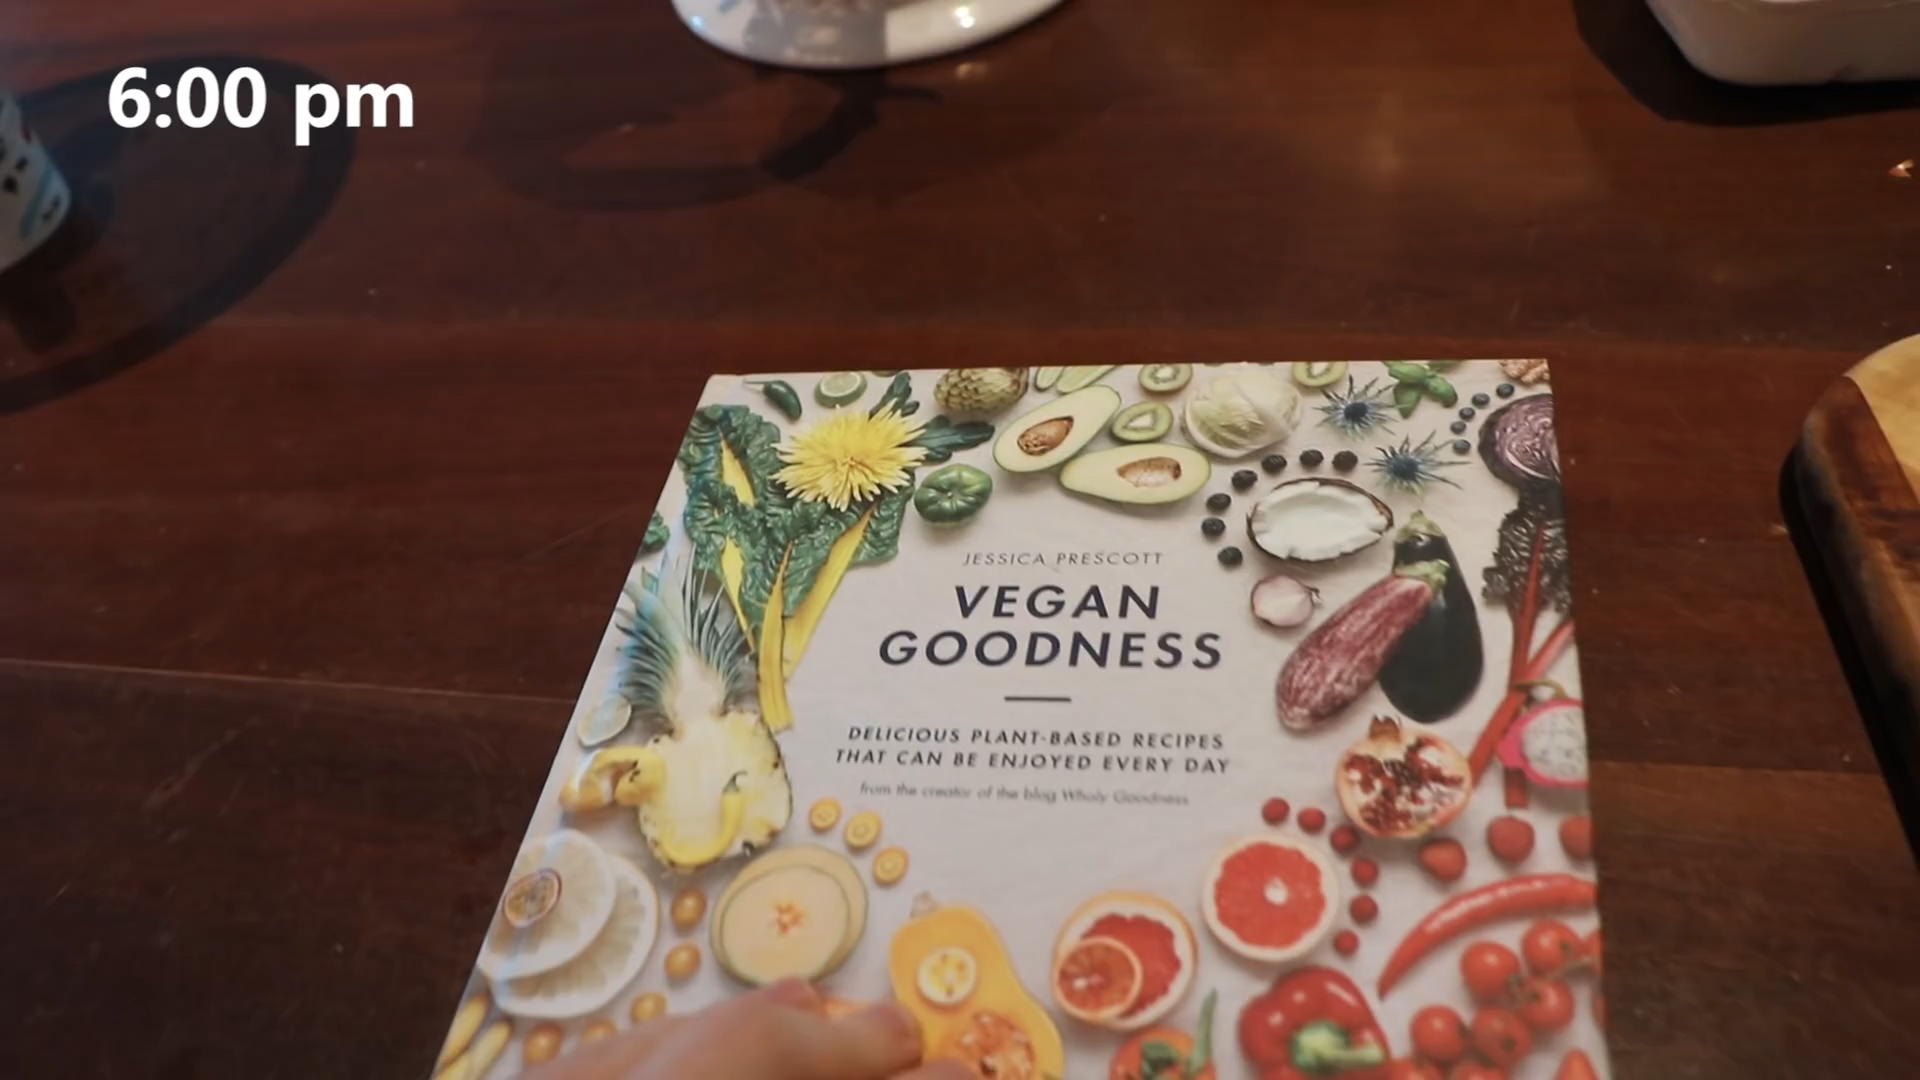 6:00 pm
JESSICA PRESCOTT
VEGAN
GOODNESS
DELICIOUS PLANT-BASED RECIPES
THAT CAN BE ENJOYED EVERY DAY
from the creator of the blog Wholy Goodness